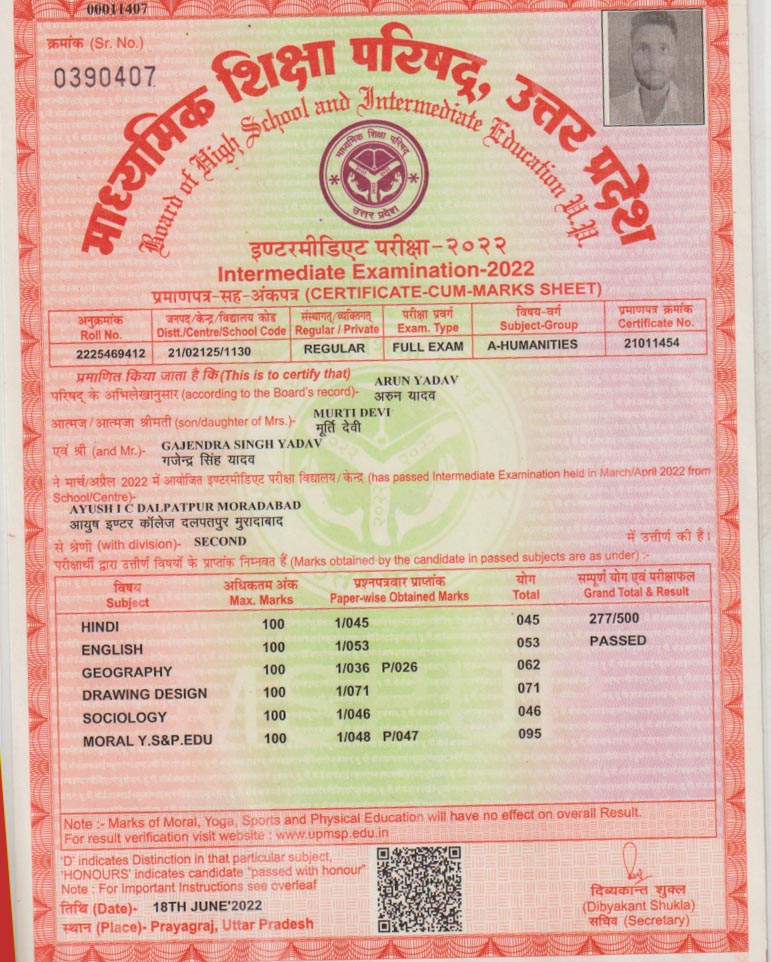 00011407
क्रमांक (Sr. No.)
0390407
माध्यमिक शिक्षा परिषद्, उत्तर प्रदेश
Board of High School and Intermediate Education U.P.
माध्यमिक शिक्षा परिषद्
उत्तर प्रदेश
इण्टरमीडिएट परीक्षा-२०२२
Intermediate Examination-2022
प्रमाणपत्र-सह-अंकपत्र (CERTIFICATE-CUM-MARKS SHEET)
अनुक्रमांक जनपद/केन्द्र/विद्यालय कोड संस्थागत/व्यक्तिगत् परीक्षा प्रवर्ग विषय-वर्ग प्रमाणपत्र क्रमांक
Roll No. Distt./Centre/School Code Regular / Private Exam. Type Subject-Group Certificate No.
2225469412 21/02125/1130 REGULAR FULL EXAM A-HUMANITIES 21011454
प्रमाणित किया जाता है कि (This is to certify that) ARUN YADAV
परिषद् के अभिलेखानुसार (according to the Board's record)- अरुन यादव
आत्मज/आत्मजा श्रीमती (son/daughter of Mrs.)- MURTI DEVI
मूर्ति देवी
एवं श्री (and Mr.)- GAJENDRA SINGH YADAV
गजेन्द्र सिंह यादव
ने मार्च/अप्रैल 2022 में आयोजित इण्टरमीडिएट परीक्षा विद्यालय/केन्द्र (has passed Intermediate Examination held in March/April 2022 from
School/Centre)-
AYUSH I C DALPATPUR MORADABAD
आयुष इण्टर कॉलेज दलपतपुर मुरादाबाद
से श्रेणी (with division)- SECOND में उत्तीर्ण की है।
परीक्षार्थी द्वारा उत्तीर्ण विषयों के प्राप्तांक निम्नवत हैं (Marks obtained by the candidate in passed subjects are as under) :-
विषय अधिकतम अंक प्रश्नपत्रवार प्राप्तांक योग सम्पूर्ण योग एवं परीक्षाफल
Subject Max. Marks Paper-wise Obtained Marks Total Grand Total & Result
HINDI 100 1/045 045 277/500
ENGLISH 100 1/053 053 PASSED
GEOGRAPHY 100 1/036 P/026 062
DRAWING DESIGN 100 1/071 071
SOCIOLOGY 100 1/046 046
MORAL Y.S&P.EDU 100 1/048 P/047 095
Note :- Marks of Moral, Yoga, Sports and Physical Education will have no effect on overall Result.
For result verification visit website : www.upmsp.edu.in
'D' indicates Distinction in that particular subject,
'HONOURS' indicates candidate "passed with honour"
Note : For Important Instructions see overleaf
तिथि (Date)- 18TH JUNE'2022
स्थान (Place)- Prayagraj, Uttar Pradesh
दिव्यकान्त शुक्ल
(Dibyakant Shukla)
सचिव (Secretary)